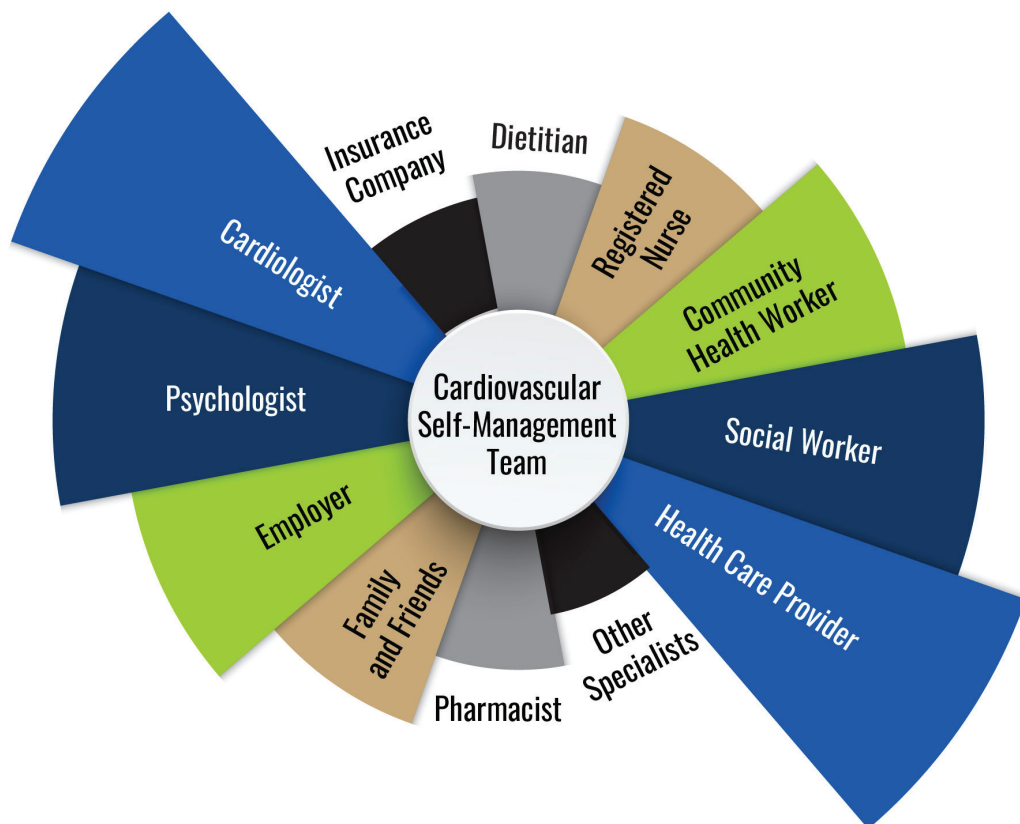 Cardiovascular
Self-Management
Team
Insurance
Company
Dietitian
Registered
Nurse
Community
Health Worker
Social Worker
Health Care Provider
Other
Specialists
Pharmacist
Family
and Friends
Employer
Psychologist
Cardiologist